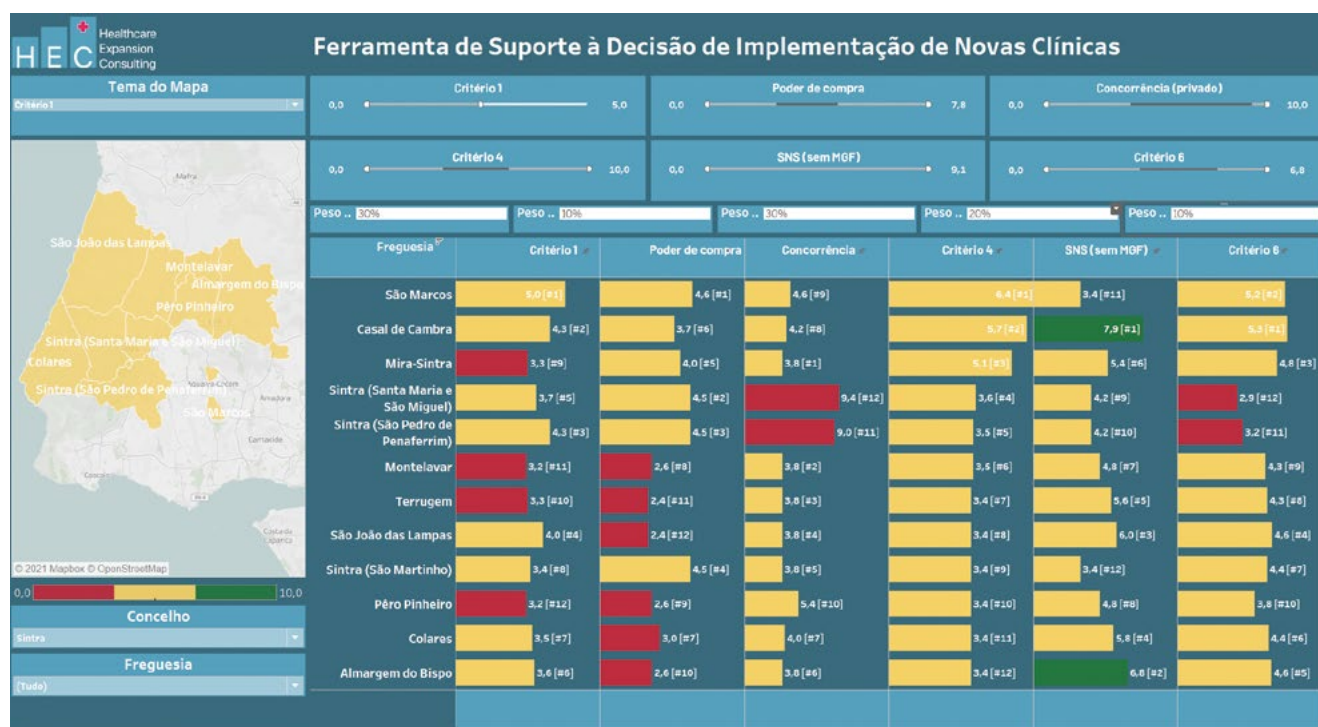 HEC
Healthcare
Expansion
Consulting
Ferramenta de Suporte à Decisão de Implementação de Novas Clínicas
Tema do Mapa
Critério 1
Critério 1
0,0 5,0
Poder de compra
0,0 7,8
Concorrência (privado)
0,0 10,0
Critério 4
0,0 10,0
SNS (sem MGF)
0,0 9,1
Critério 6
0,0 6,8
Peso .. 30% Peso .. 10% Peso .. 30% Peso .. 20% Peso .. 10%
Mafra
São João das Lampas
Montelavar
Almargem do Bispo
Pêro Pinheiro
Sintra (Santa Maria e São Miguel)
Colares
Sintra (São Pedro de Penaferrim)
Amadora
São Marcos
Carnaxide
Cascais
Costa da
Caparica
© 2021 Mapbox © OpenStreetMap
0,0 10,0
Concelho
Sintra
Freguesia
(Tudo)
Freguesia Critério 1 Poder de compra Concorrência Critério 4 SNS (sem MGF) Critério 6
São Marcos 5,0 [#1] 4,6 [#1] 4,6 [#9] 6,4 [#1] 3,4 [#11] 5,2 [#2]
Casal de Cambra 4,3 [#2] 3,7 [#6] 4,2 [#8] 5,7 [#2] 7,9 [#1] 5,3 [#1]
Mira-Sintra 3,3 [#9] 4,0 [#5] 3,8 [#1] 5,1 [#3] 5,4 [#6] 4,8 [#3]
Sintra (Santa Maria e
São Miguel) 3,7 [#5] 4,5 [#2] 9,4 [#12] 3,6 [#4] 4,2 [#9] 2,9 [#12]
Sintra (São Pedro de
Penaferrim) 4,3 [#3] 4,5 [#3] 9,0 [#11] 3,5 [#5] 4,2 [#10] 3,2 [#11]
Montelavar 3,2 [#11] 2,6 [#8] 3,8 [#2] 3,5 [#6] 4,8 [#7] 4,3 [#9]
Terrugem 3,3 [#10] 2,4 [#11] 3,8 [#3] 3,4 [#7] 5,6 [#5] 4,3 [#8]
São João das Lampas 4,0 [#4] 2,4 [#12] 3,8 [#4] 3,4 [#8] 6,0 [#3] 4,6 [#4]
Sintra (São Martinho) 3,4 [#8] 4,5 [#4] 3,8 [#5] 3,4 [#9] 3,4 [#12] 4,4 [#7]
Pêro Pinheiro 3,2 [#12] 2,6 [#9] 5,4 [#10] 3,4 [#10] 4,8 [#8] 3,8 [#10]
Colares 3,5 [#7] 3,0 [#7] 4,0 [#7] 3,4 [#11] 5,8 [#4] 4,4 [#6]
Almargem do Bispo 3,6 [#6] 2,6 [#10] 3,8 [#6] 3,4 [#12] 6,8 [#2] 4,6 [#5]